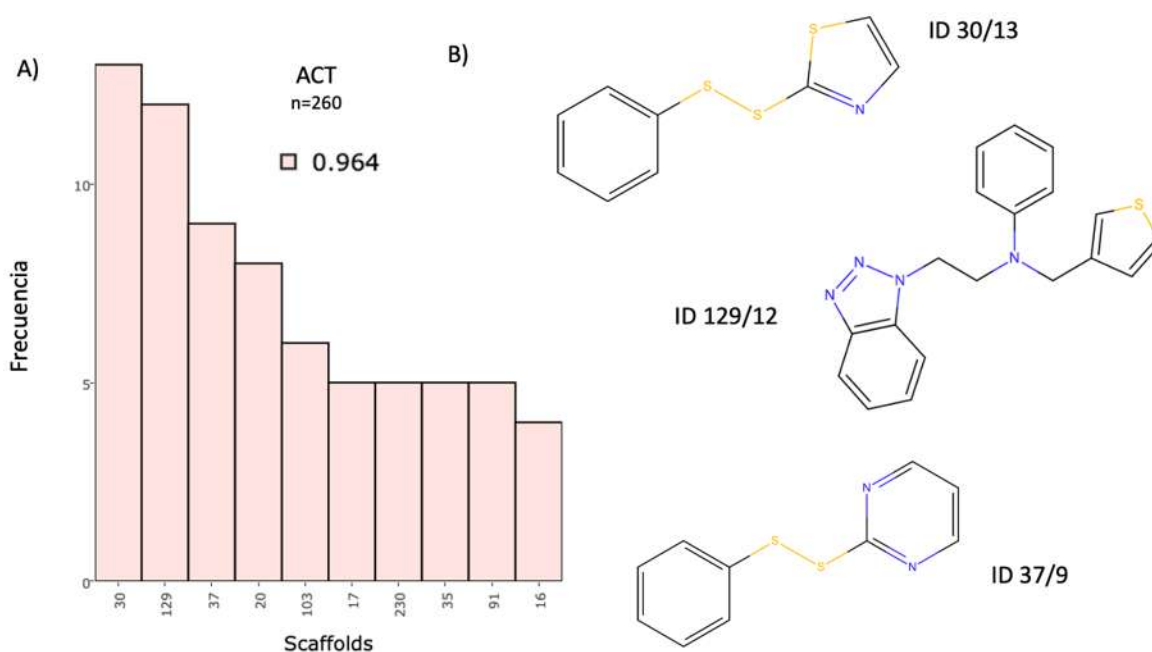 A)
ACT
n=260
0.964
Frecuencia
10
5
0
30
129
37
20
103
17
230
35
91
16
Scaffolds
B)
ID 30/13
S
S
S
N
ID 129/12
N
S
N
N
N
ID 37/9
N
S
S
N